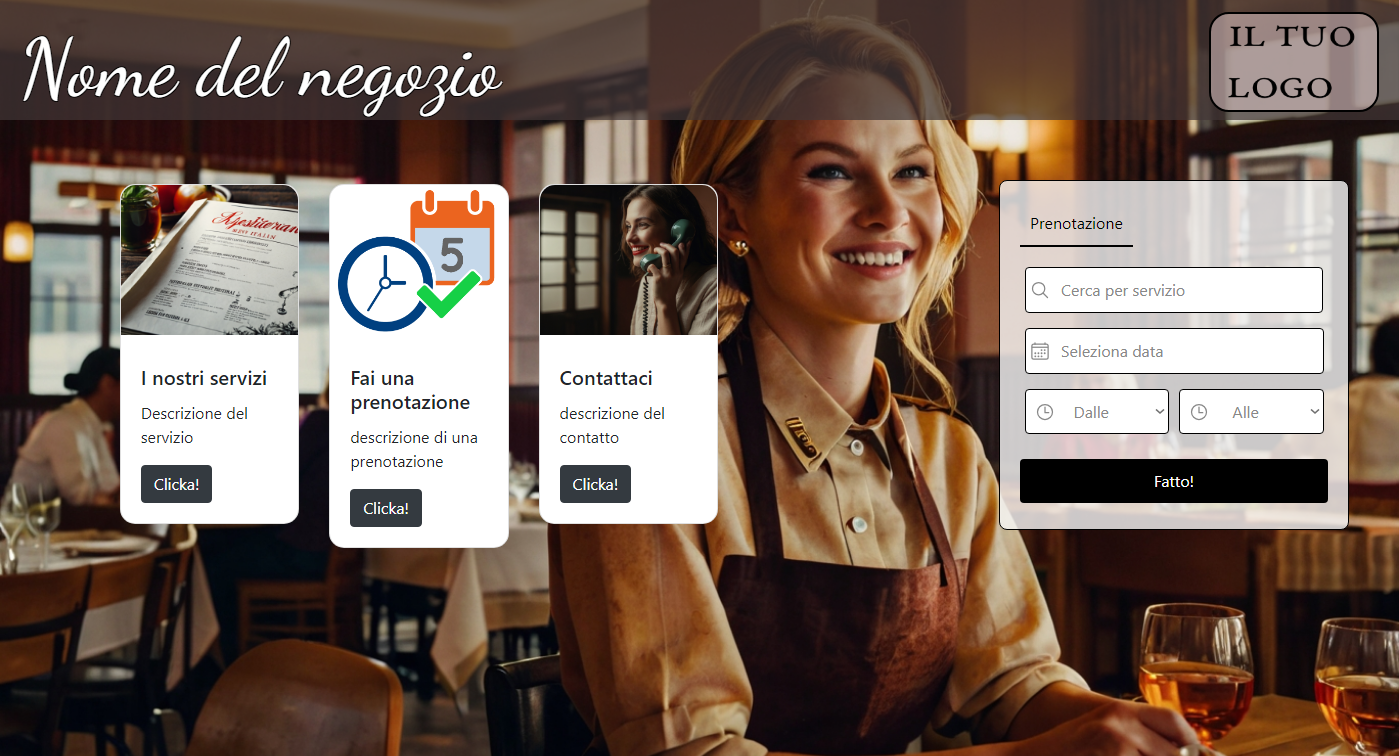 Nome del negozio
IL TUO
LOGO
5
I nostri servizi
Descrizione del
servizio
Clicka!
Fai una
prenotazione
descrizione di una
prenotazione
Clicka!
Contattaci
descrizione del
contatto
Clicka!
Prenotazione
Cerca per servizio
Seleziona data
Dalle
Alle
Fatto!